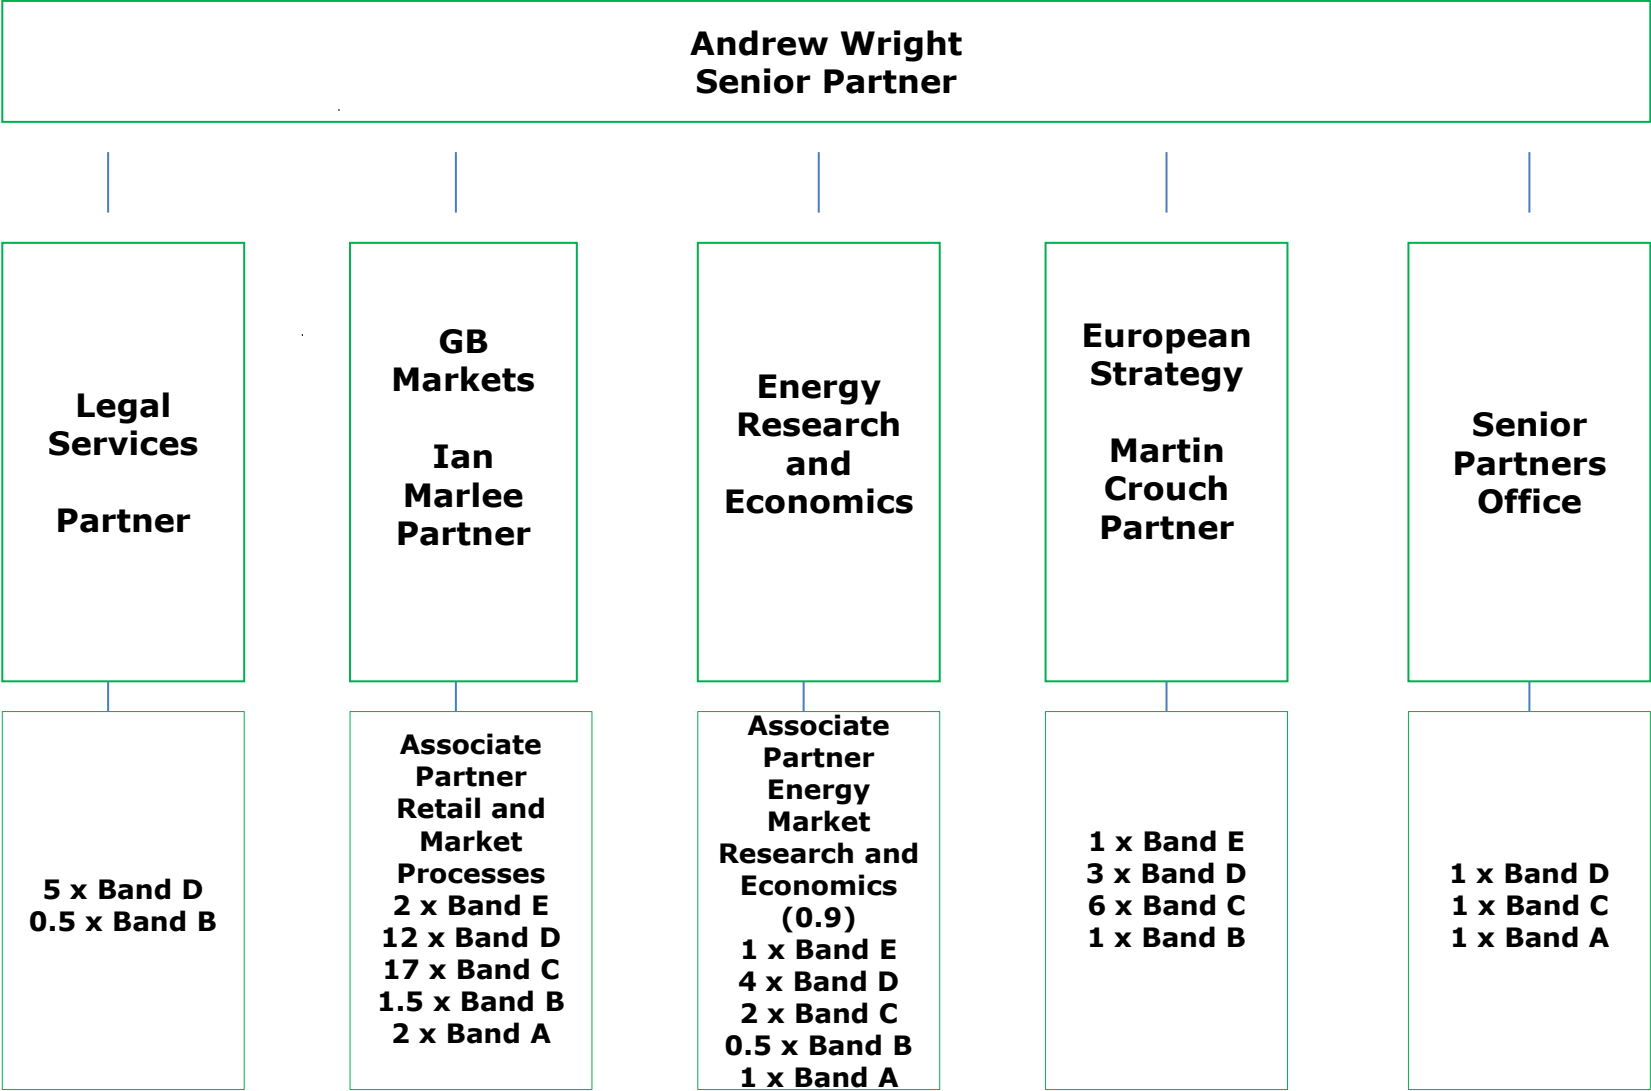 Andrew Wright
Senior Partner
Legal
Services
Partner
GB
Markets
Ian
Marlee
Partner
Energy
Research
and
Economics
European
Strategy
Martin
Crouch
Partner
Senior
Partners
Office
5 x Band D
0.5 x Band B
Associate
Partner
Retail and
Market
Processes
2 x Band E
12 x Band D
17 x Band C
1.5 x Band B
2 x Band A
Associate
Partner
Energy
Market
Research and
Economics
(0.9)
1 x Band E
4 x Band D
2 x Band C
0.5 x Band B
1 x Band A
1 x Band E
3 x Band D
6 x Band C
1 x Band B
1 x Band D
1 x Band C
1 x Band A